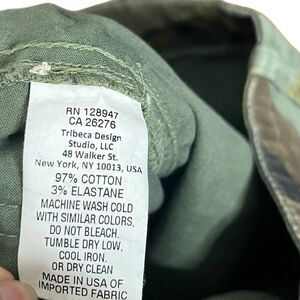 RN 128947
CA 26276
Tribeca Design
Studio, LLC
48 Walker St.
New York, NY 10013, USA
97% COTTON
3% ELASTANE
MACHINE WASH COLD
WITH SIMILAR COLORS,
DO NOT BLEACH.
TUMBLE DRY LOW,
COOL IRON.
OR DRY CLEAN
MADE IN USA OF
IMPORTED FABRIC